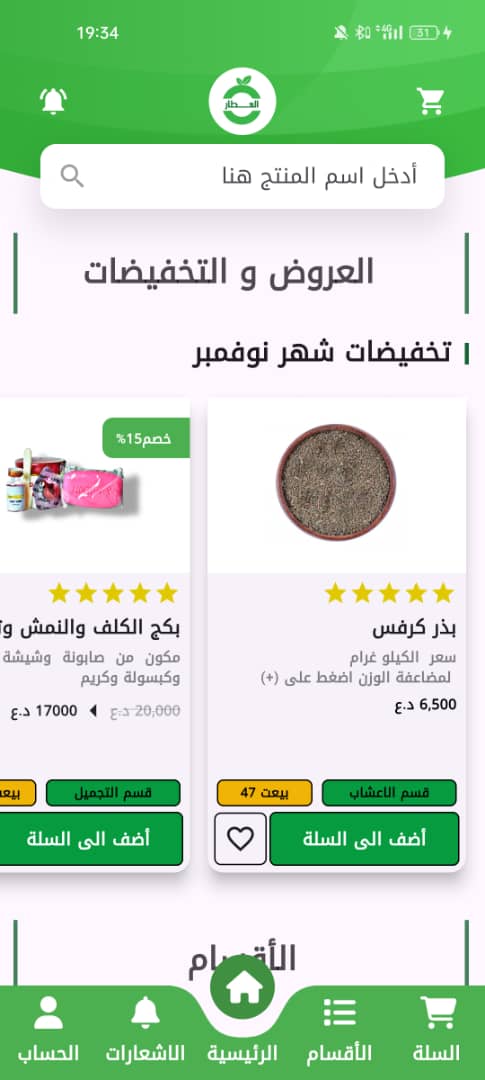 19:34
4G
31
العطار
أدخل اسم المنتج هنا
العروض و التخفيضات
تخفيضات شهر نوفمبر
بذر كرفس
سعر الكيلو غرام
لمضاعفة الوزن اضغط على (+)
6,500 د.ع
قسم الاعشاب
بيعت 47
أضف الى السلة
خصم15%
بكج الكلف والنمش
مكون من صابونة وشيشة
وكبسولة وكريم
20,000 د.ع
17000 د.ع
قسم التجميل
أضف الى السلة
الأقسام
السلة
الأقسام
الرئيسية
الاشعارات
الحساب